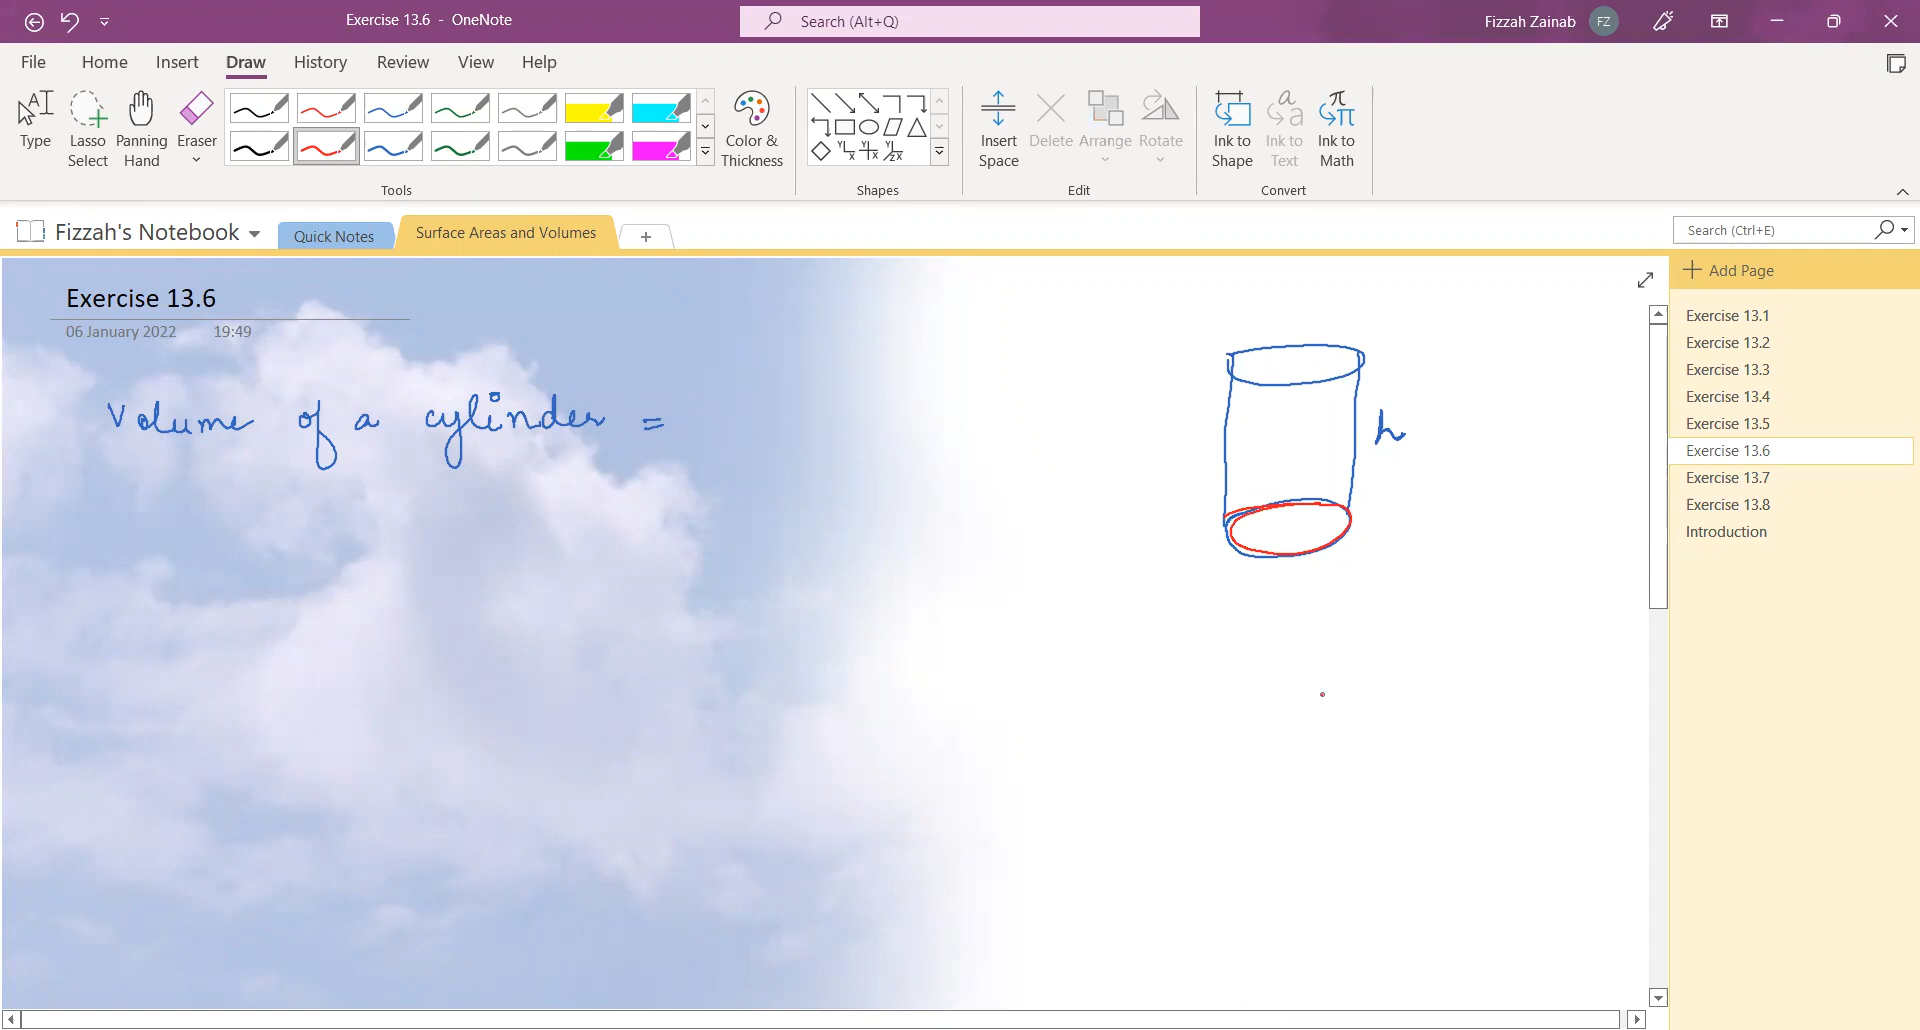 Exercise 13.6 - OneNote
Search (Alt+Q)
Fizzah Zainab
FZ
File Home Insert Draw History Review View Help
Type
Lasso Select
Panning Hand
Eraser
Color & Thickness
Insert Space
Delete
Arrange
Rotate
Ink to Shape
Ink to Text
Ink to Math
Tools
Shapes
Edit
Convert
Fizzah's Notebook
Quick Notes
Surface Areas and Volumes
Search (Ctrl+E)
Add Page
Exercise 13.1
Exercise 13.2
Exercise 13.3
Exercise 13.4
Exercise 13.5
Exercise 13.6
Exercise 13.7
Exercise 13.8
Introduction
Exercise 13.6
06 January 2022 19:49
Volume of a cylinder =
h